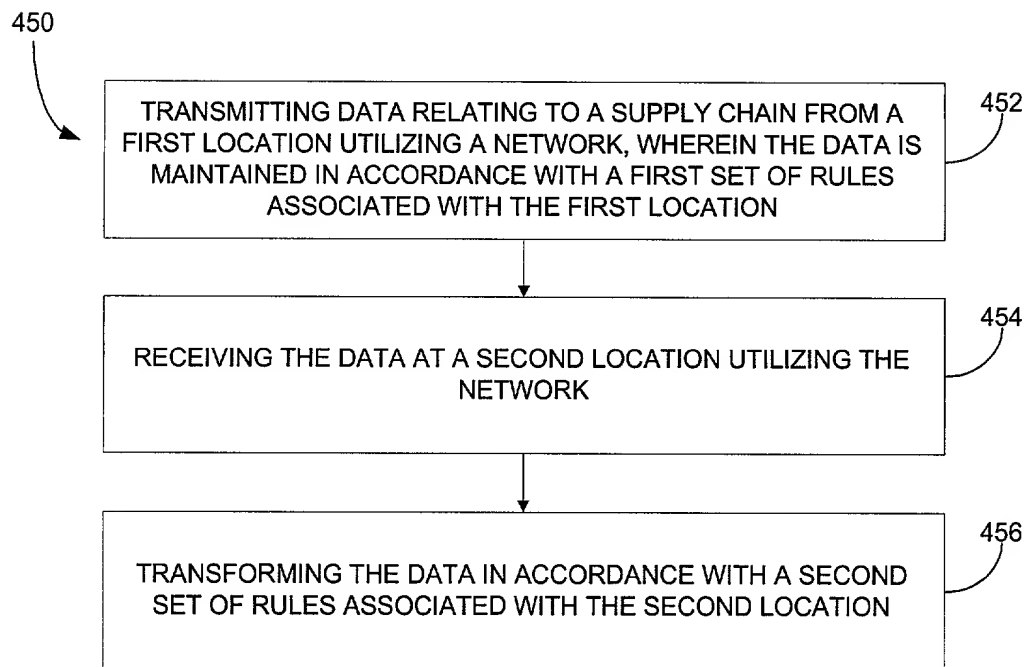 450
TRANSMITTING DATA RELATING TO A SUPPLY CHAIN FROM A
FIRST LOCATION UTILIZING A NETWORK, WHEREIN THE DATA IS
MAINTAINED IN ACCORDANCE WITH A FIRST SET OF RULES
ASSOCIATED WITH THE FIRST LOCATION
452
RECEIVING THE DATA AT A SECOND LOCATION UTILIZING THE
NETWORK
454
TRANSFORMING THE DATA IN ACCORDANCE WITH A SECOND
SET OF RULES ASSOCIATED WITH THE SECOND LOCATION
456